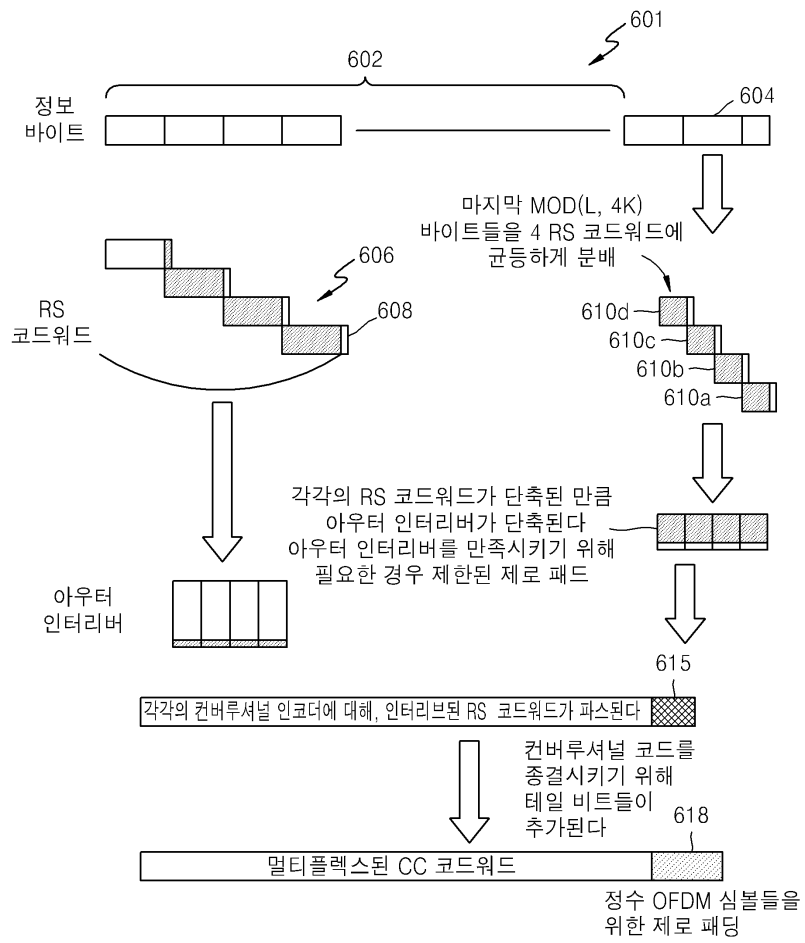 601
602
604
정보
바이트
마지막 MOD(L, 4K)
바이트들을 4 RS 코드워드에
균등하게 분배
606
608
RS
코드워드
610d
610c
610b
610a
각각의 RS 코드워드가 단축된 만큼
아우터 인터리버가 단축된다
아우터 인터리버를 만족시키기 위해
필요한 경우 제한된 제로 패드
아우터
인터리버
615
각각의 컨버루셔널 인코더에 대해, 인터리브된 RS 코드워드가 파스된다
컨버루셔널 코드를
종결시키기 위해
테일 비트들이
추가된다
618
멀티플렉스된 CC 코드워드
정수 OFDM 심볼들을
위한 제로 패딩